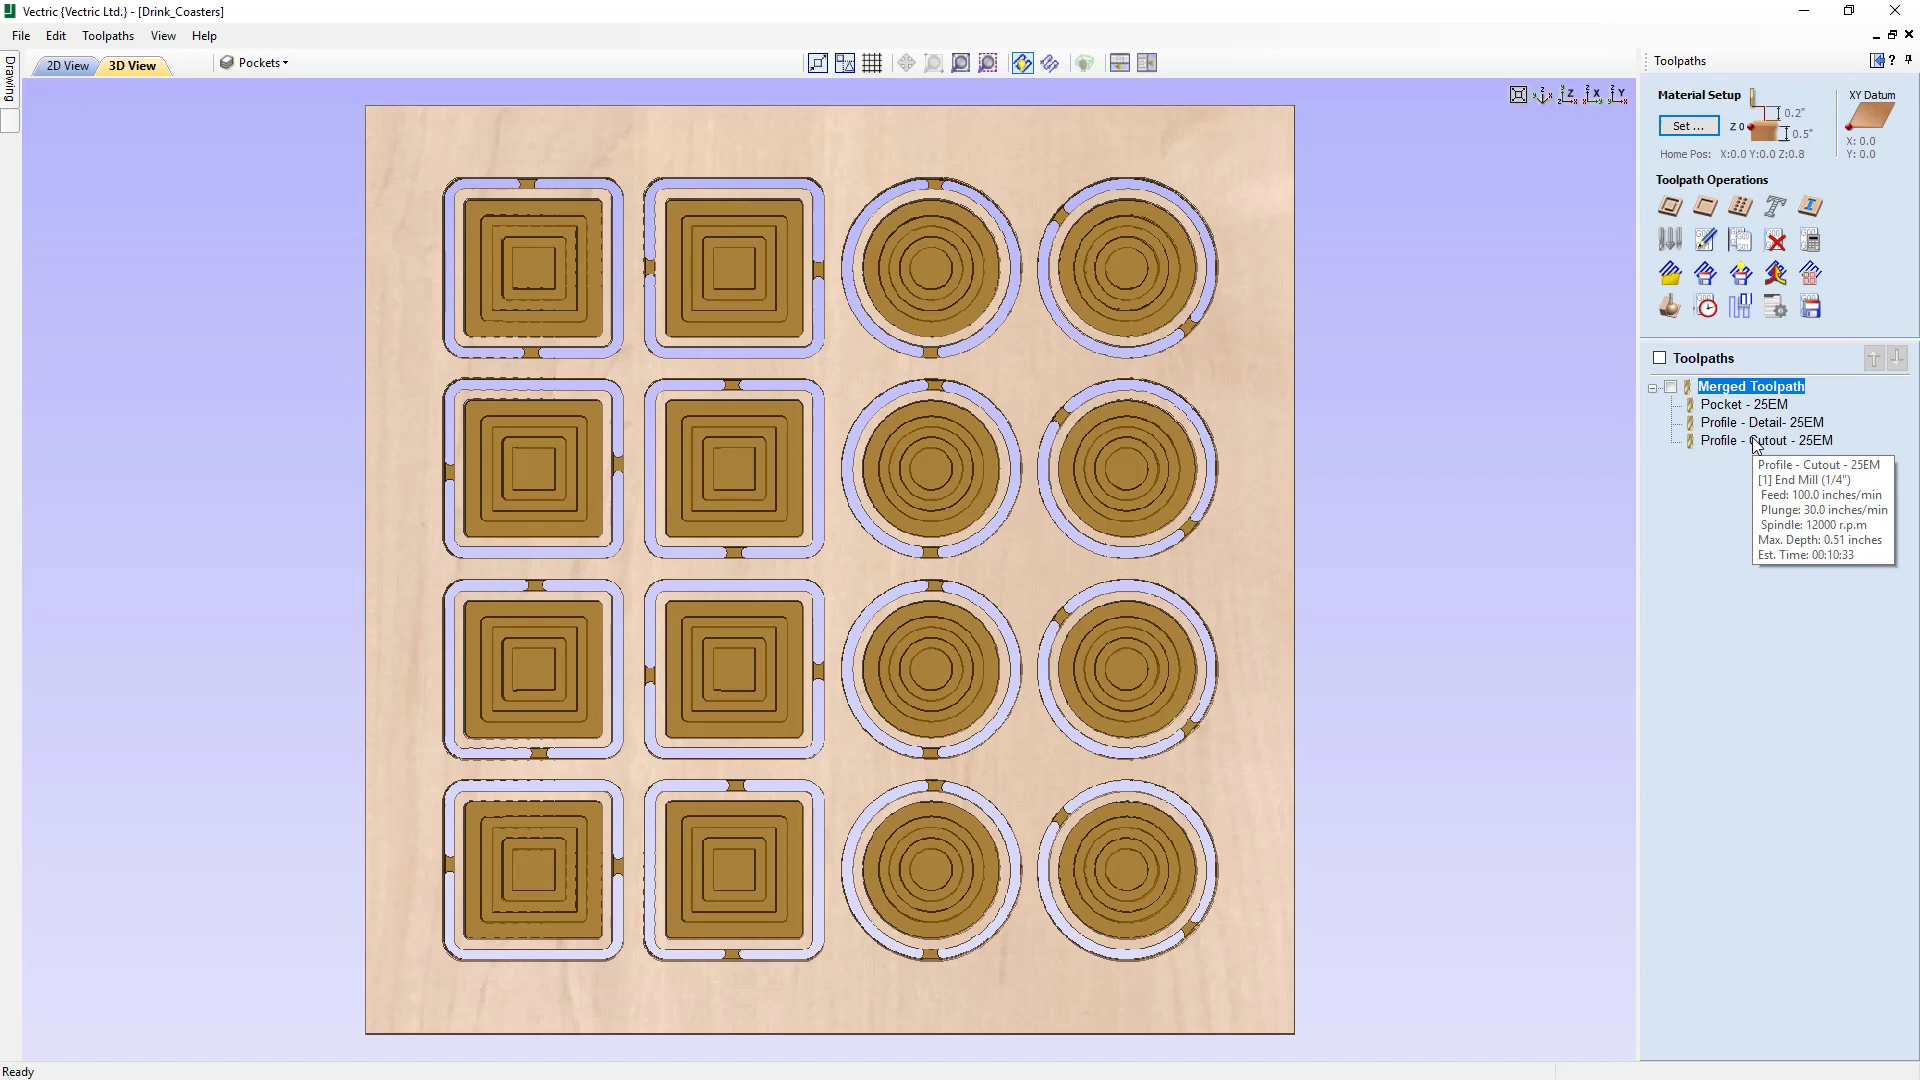 Vectric {Vectric Ltd.} - [Drink_Coasters]
File Edit Toolpaths View Help
Drawing
2D View
3D View
Pockets
Toolpaths
Material Setup
XY Datum
0.2"
Set ...
Z 0
0.5"
X: 0.0
Home Pos: X:0.0 Y:0.0 Z:0.8
Y: 0.0
Toolpath Operations
Toolpaths
Merged Toolpath
Pocket - 25EM
Profile - Detail- 25EM
Profile - Cutout - 25EM
Profile - Cutout - 25EM
[1] End Mill (1/4")
Feed: 100.0 inches/min
Plunge: 30.0 inches/min
Spindle: 12000 r.p.m
Max. Depth: 0.51 inches
Est. Time: 00:10:33
Ready